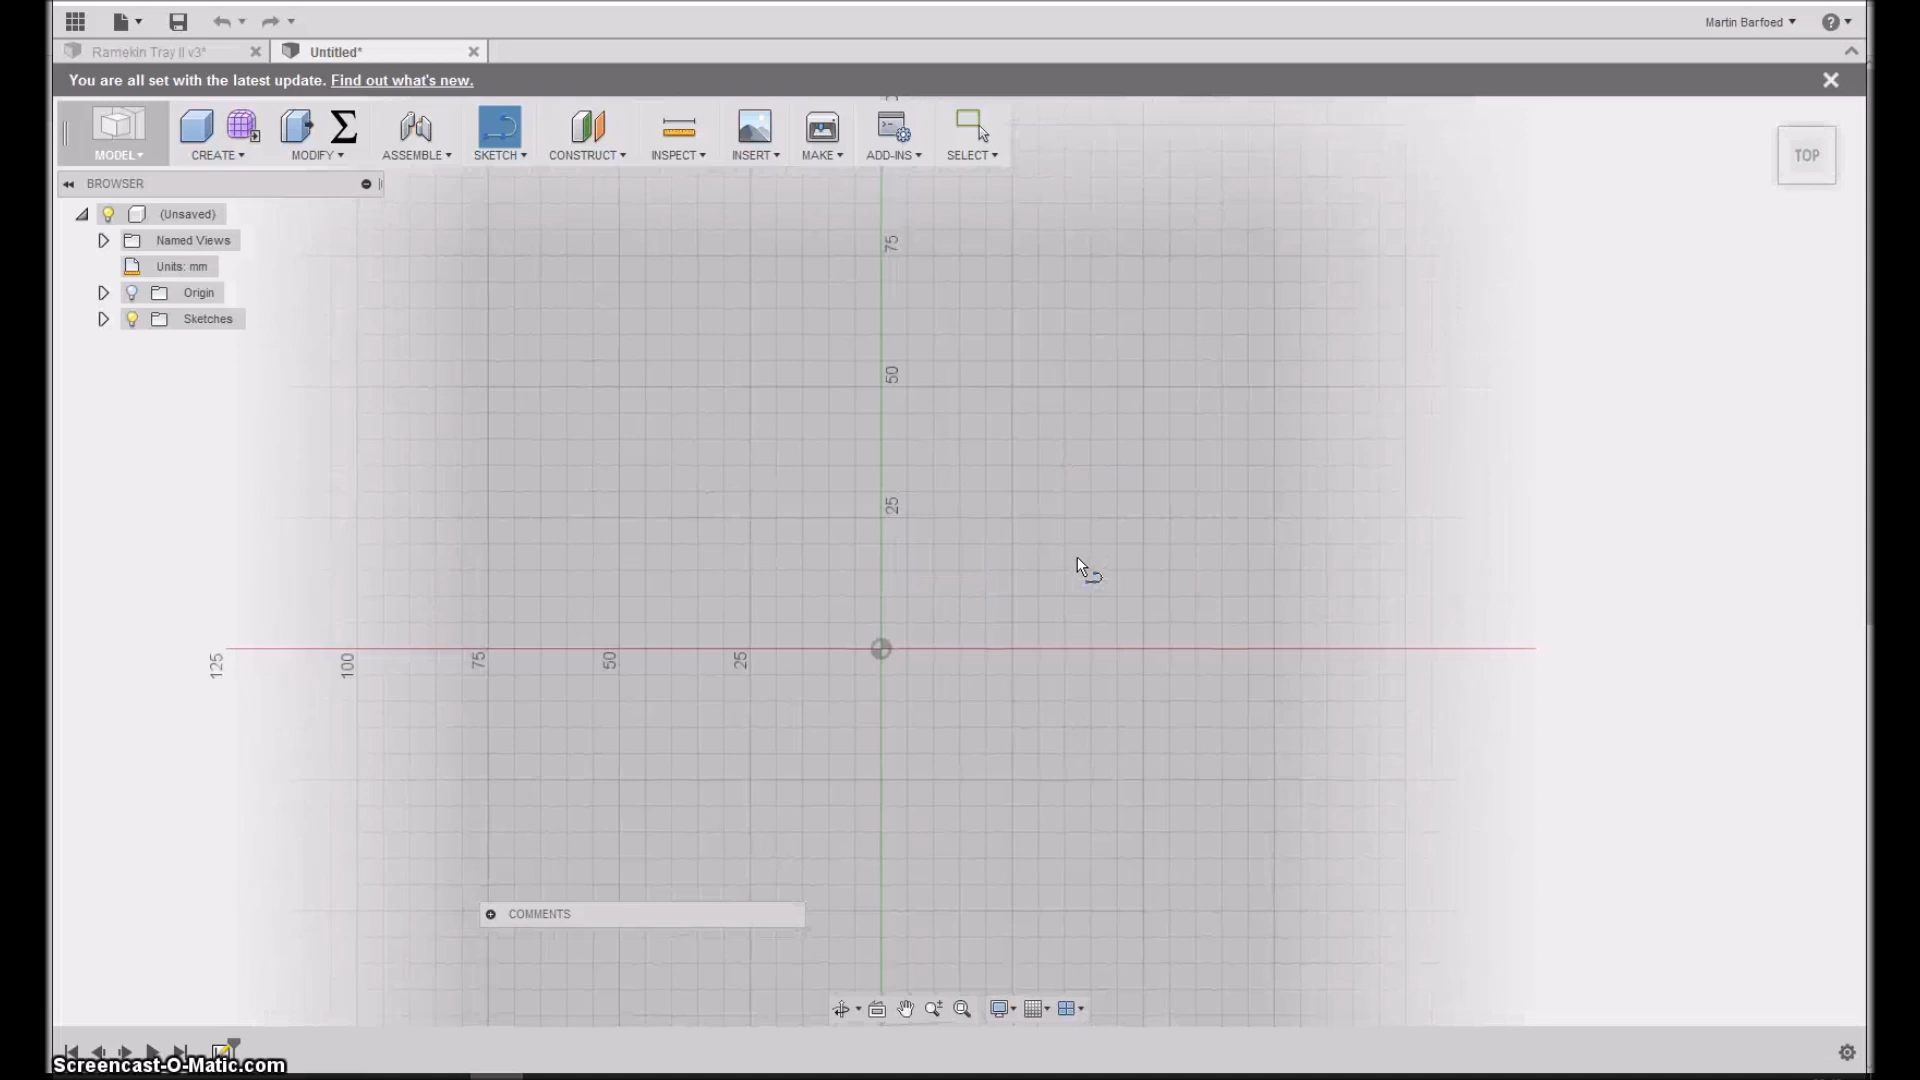 Martin Barfoed
Ramekin Tray II v3*
Untitled*
You are all set with the latest update. Find out what's new.
MODEL
CREATE
MODIFY
ASSEMBLE
SKETCH
CONSTRUCT
INSPECT
INSERT
MAKE
ADD-INS
SELECT
TOP
BROWSER
(Unsaved)
Named Views
Units: mm
Origin
Sketches
75
50
25
125
100
75
50
25
COMMENTS
Screencast-O-Matic.com